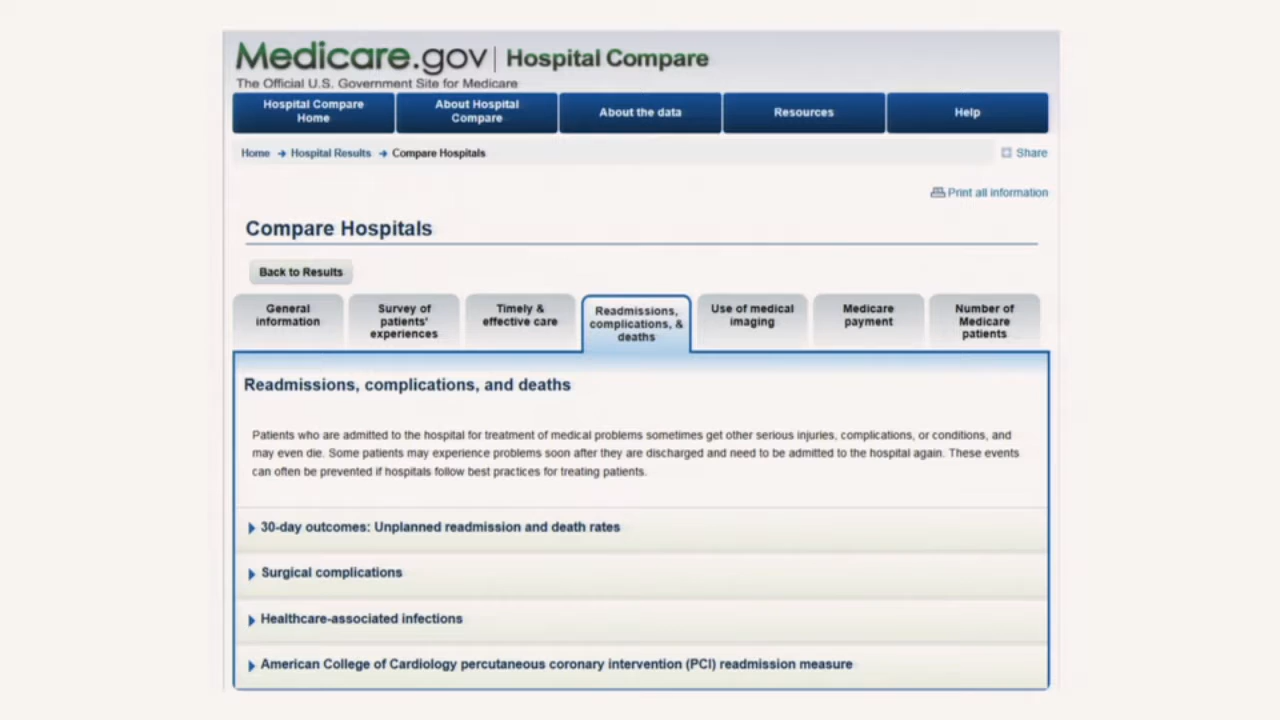 Medicare.gov | Hospital Compare
The Official U.S. Government Site for Medicare
Hospital Compare
Home
About Hospital
Compare
About the data
Resources
Help
Home → Hospital Results → Compare Hospitals
Share
Print all information
Compare Hospitals
Back to Results
General
information
Survey of
patients'
experiences
Timely &
effective care
Readmissions,
complications, &
deaths
Use of medical
imaging
Medicare
payment
Number of
Medicare
patients
Readmissions, complications, and deaths
Patients who are admitted to the hospital for treatment of medical problems sometimes get other serious injuries, complications, or conditions, and
may even die. Some patients may experience problems soon after they are discharged and need to be admitted to the hospital again. These events
can often be prevented if hospitals follow best practices for treating patients.
30-day outcomes: Unplanned readmission and death rates
Surgical complications
Healthcare-associated infections
American College of Cardiology percutaneous coronary intervention (PCI) readmission measure